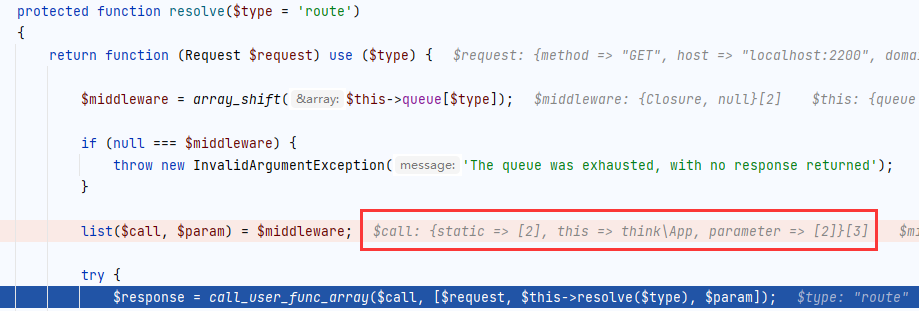 protected function resolve($type = 'route')
{
return function (Request $request) use ($type) { $request: {method => "GET", host => "localhost:2200", domai
$middleware = array_shift( &array: $this->queue[$type]); $middleware: {Closure, null}[2] $this: {queue
if (null === $middleware) {
throw new InvalidArgumentException( message: 'The queue was exhausted, with no response returned');
}
list($call, $param) = $middleware; $call: {static => [2], this => think\App, parameter => [2]}[3] $mi
try {
$response = call_user_func_array($call, [$request, $this->resolve($type), $param]); $type: "route"